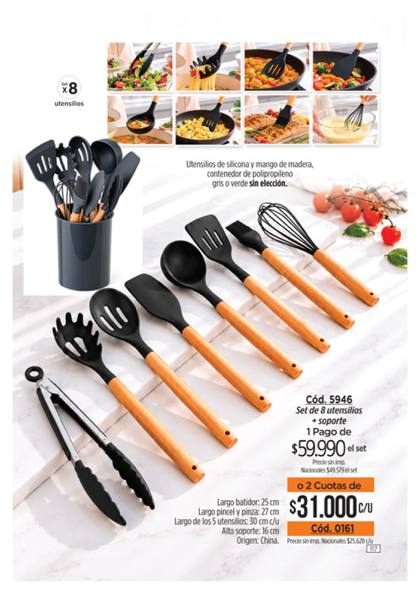 Set
X 8
utensilios
Utensilios de silicona y mango de madera,
contenedor de polipropileno
gris o verde sin elección.
Cód. 5946
Set de 8 utensilios
+ soporte
1 Pago de
$59.990 el set
Precio sin imp.
Nacionales $49.579 el set
o 2 Cuotas de
$31.000 c/u
Cód. 0161
Precio sin imp. Nacionales $25.620 c/u
Largo batidor: 25 cm
Largo pincel y pinza: 27 cm
Largo de los 5 utensilios: 30 cm c/u
Alto soporte: 16 cm
Origen: China.
117